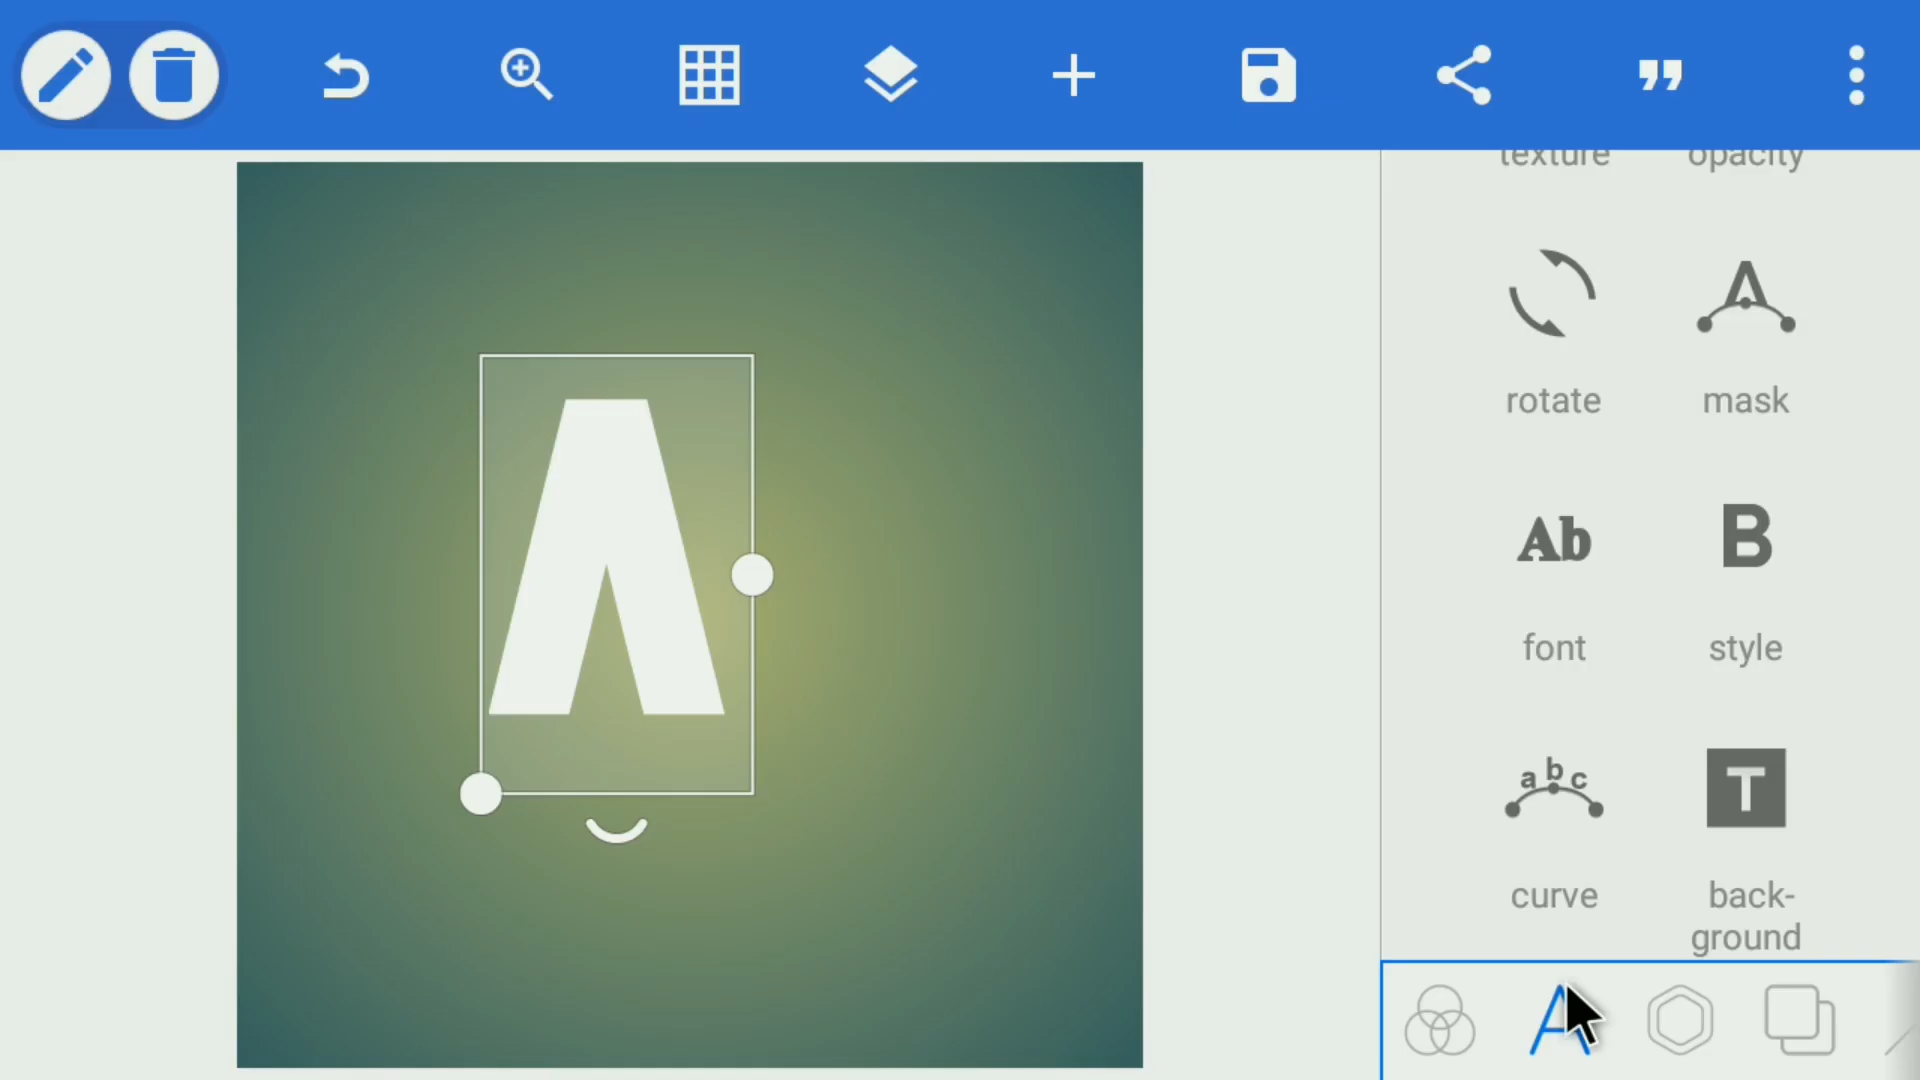 texture opacity
rotate mask
Ab B
font style
abc T
curve back-
ground
Λ